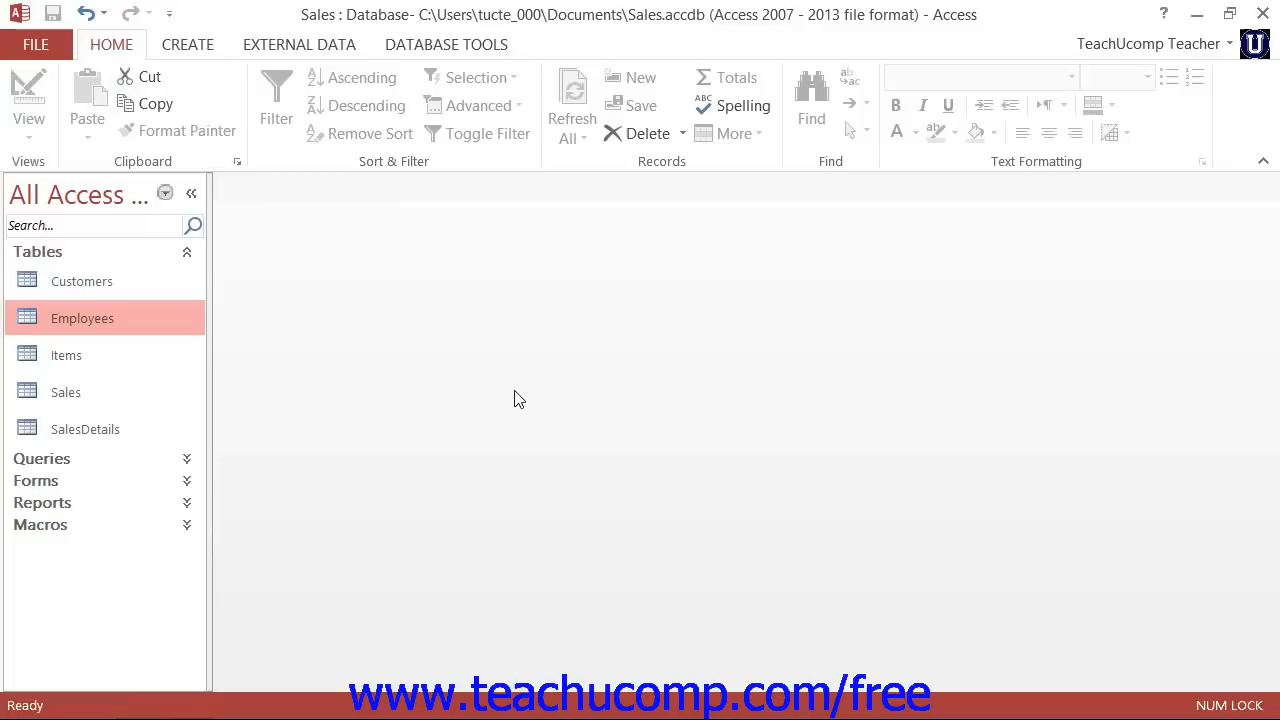 Sales : Database- C:\Users\tucte_000\Documents\Sales.accdb (Access 2007 - 2013 file format) - Access
FILE HOME CREATE EXTERNAL DATA DATABASE TOOLS TeachUcomp Teacher
View
Views
Paste
Cut
Copy
Format Painter
Clipboard
Filter
Ascending
Descending
Remove Sort
Selection
Advanced
Toggle Filter
Sort & Filter
Refresh
All
New
Save
Delete
Totals
Spelling
More
Records
Find
Find
Text Formatting
All Access ...
Search...
Tables
Customers
Employees
Items
Sales
SalesDetails
Queries
Forms
Reports
Macros
www.teachucomp.com/free
Ready NUM LOCK